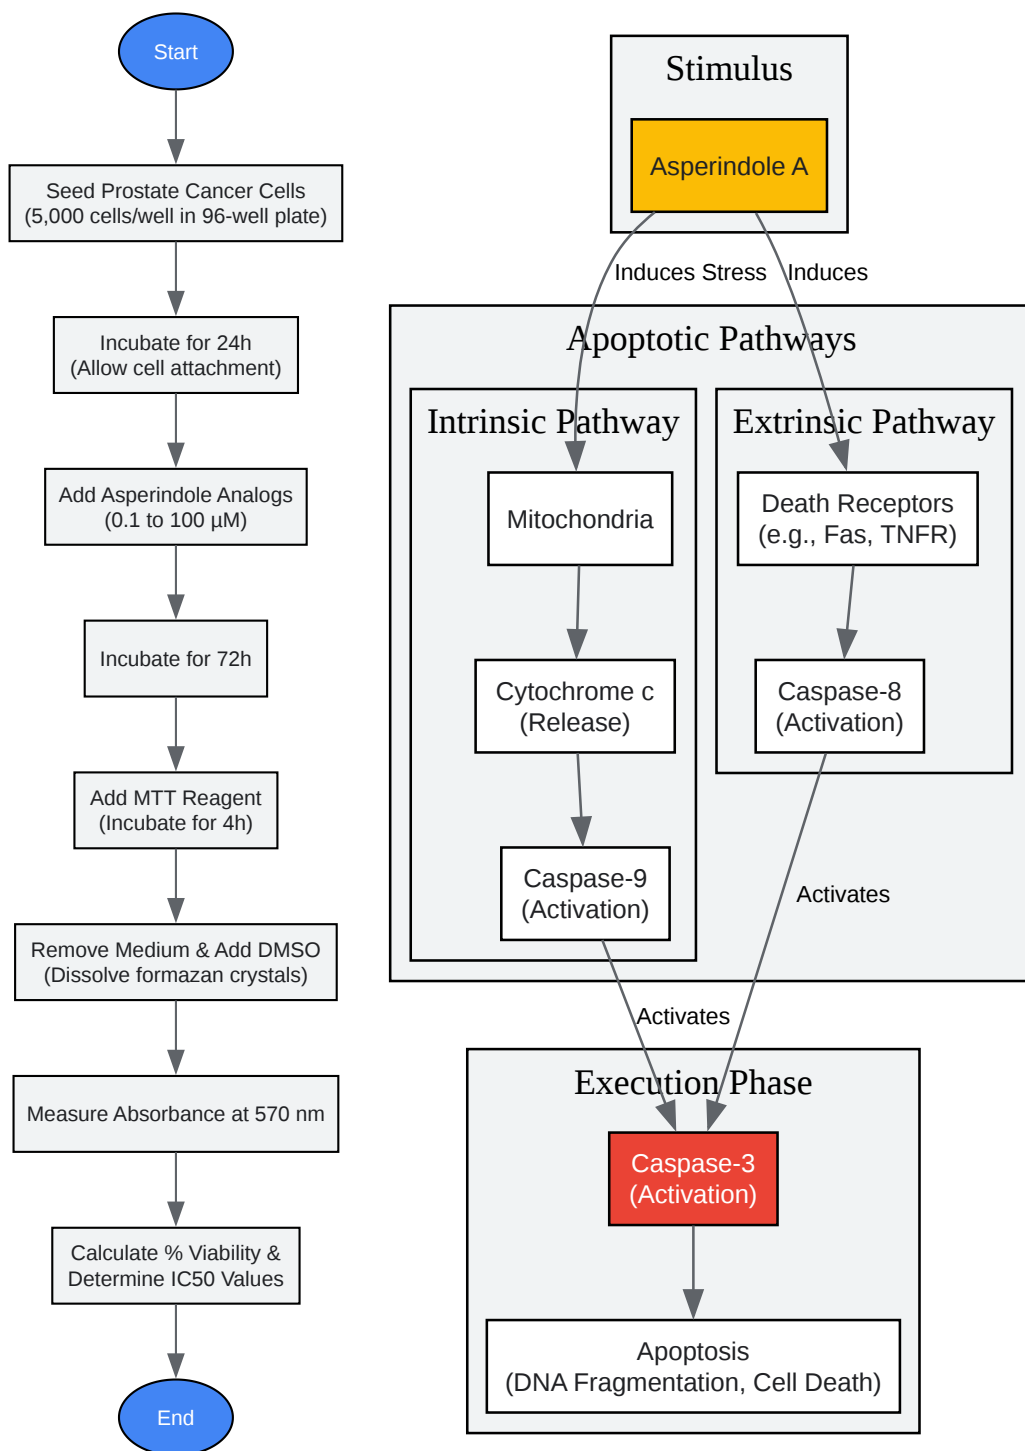 Start
Seed Prostate Cancer Cells
(5,000 cells/well in 96-well plate)
Incubate for 24h
(Allow cell attachment)
Add Asperindole Analogs
(0.1 to 100 µM)
Incubate for 72h
Add MTT Reagent
(Incubate for 4h)
Remove Medium & Add DMSO
(Dissolve formazan crystals)
Measure Absorbance at 570 nm
Calculate % Viability &
Determine IC50 Values
End
Stimulus
Asperindole A
Induces Stress
Induces
Apoptotic Pathways
Intrinsic Pathway
Mitochondria
Cytochrome c
(Release)
Caspase-9
(Activation)
Activates
Extrinsic Pathway
Death Receptors
(e.g., Fas, TNFR)
Caspase-8
(Activation)
Activates
Execution Phase
Caspase-3
(Activation)
Apoptosis
(DNA Fragmentation, Cell Death)